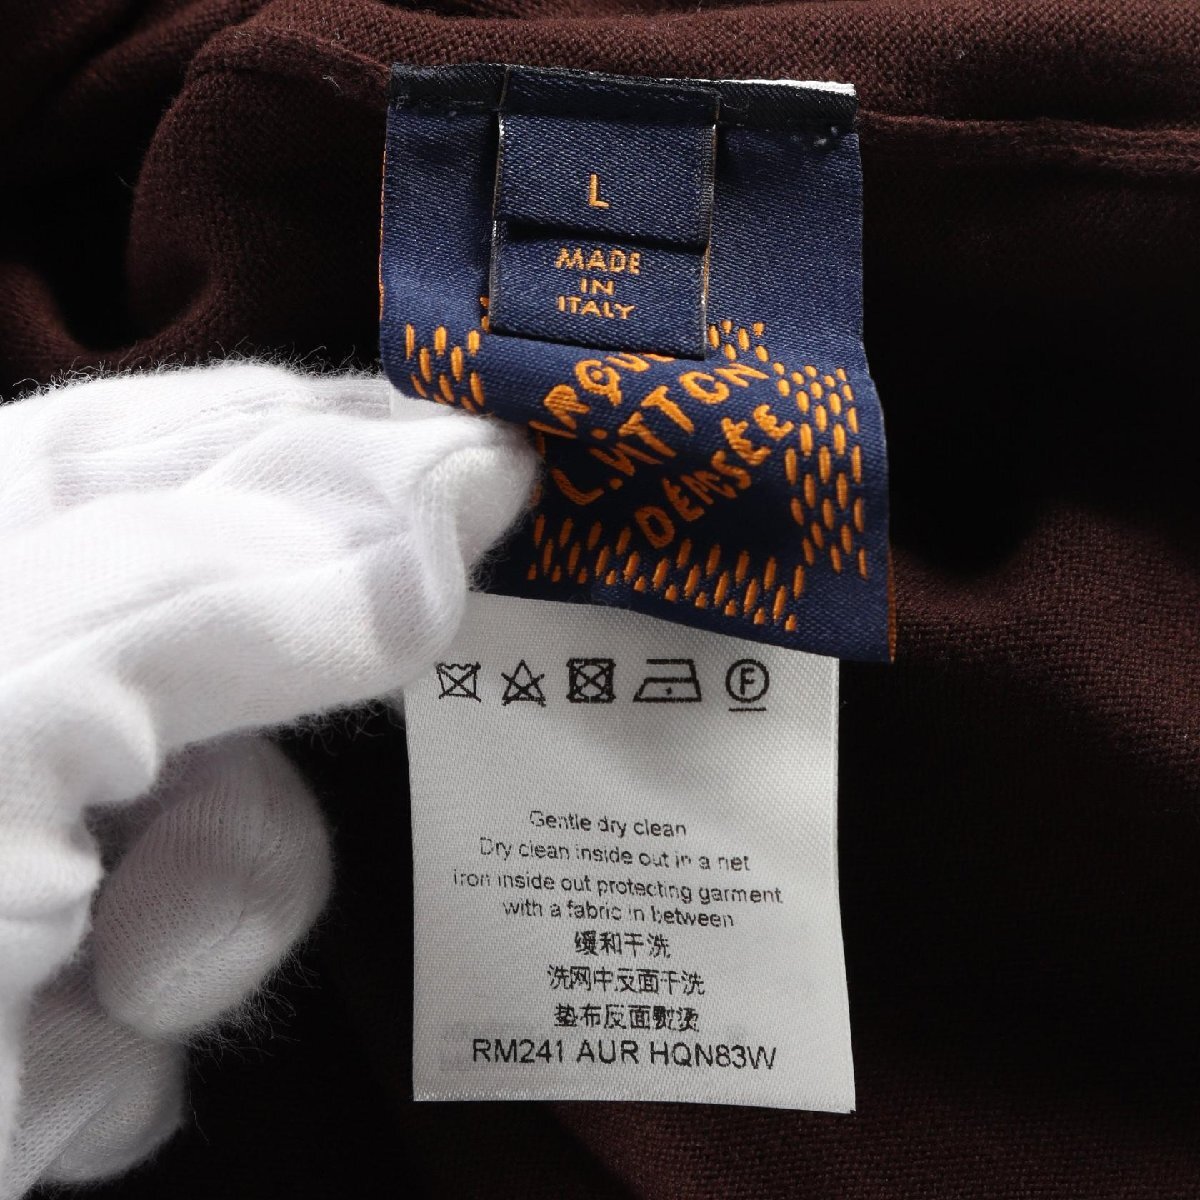 L
MADE
IN
ITALY
L.VITTON
DÉPOSÉE
F
Gentle dry clean
Dry clean inside out in a net
Iron inside out protecting garment
with a fabric in between
缓和干洗
洗网中反面干洗
垫布反面熨烫
RM241 AUR HQN83W